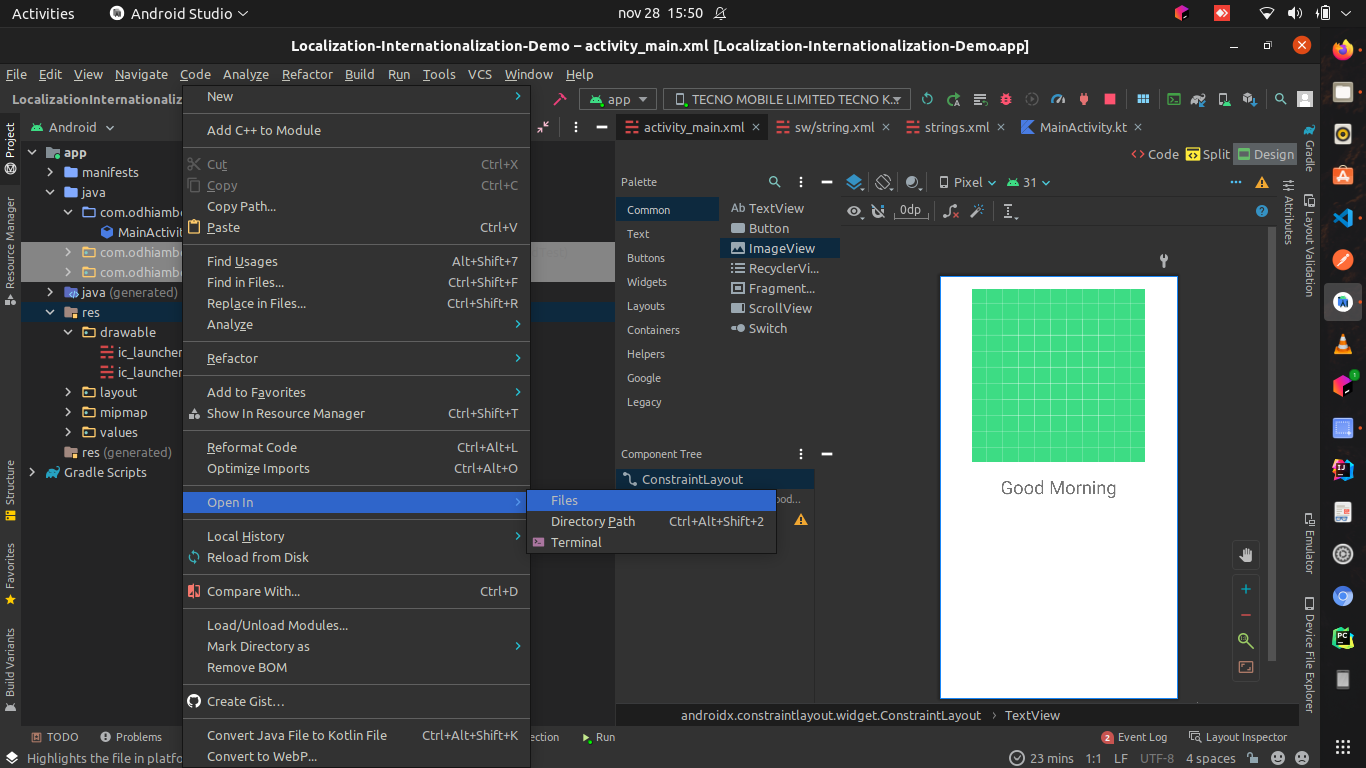 Activities
Android Studio
nov 28 15:50
Localization-Internationalization-Demo – activity_main.xml [Localization-Internationalization-Demo.app]
File Edit View Navigate Code Analyze Refactor Build Run Tools VCS Window Help
LocalizationInternationaliz
app
TECNO MOBILE LIMITED TECNO K...
Android
activity_main.xml
sw/string.xml
strings.xml
MainActivity.kt
Project
Resource Manager
Structure
Favorites
Build Variants
app
manifests
java
com.odhiamb
MainActivit
com.odhiamb
com.odhiamb
java (generated)
res
drawable
ic_launcher
ic_launcher
layout
mipmap
values
res (generated)
Gradle Scripts
New
Add C++ to Module
Cut Ctrl+X
Copy Ctrl+C
Copy Path...
Paste Ctrl+V
Find Usages Alt+Shift+7
Find in Files... Ctrl+Shift+F
Replace in Files... Ctrl+Shift+R
Analyze
Refactor
Add to Favorites
Show In Resource Manager Ctrl+Shift+T
Reformat Code Ctrl+Alt+L
Optimize Imports Ctrl+Alt+O
Open In
Local History
Reload from Disk
Compare With... Ctrl+D
Load/Unload Modules...
Mark Directory as
Remove BOM
Create Gist...
Convert Java File to Kotlin File Ctrl+Alt+Shift+K
Convert to WebP...
Files
Directory Path Ctrl+Alt+Shift+2
Terminal
Code Split Design
Palette
Common
Text
Buttons
Widgets
Layouts
Containers
Helpers
Google
Legacy
Ab TextView
Button
ImageView
RecyclerVi...
Fragment...
ScrollView
Switch
Pixel
31
0dp
Component Tree
ConstraintLayout
ood...
Good Morning
Gradle
Attributes
Layout Validation
Emulator
Device File Explorer
androidx.constraintlayout.widget.ConstraintLayout › TextView
TODO
Problems
ection
Run
2 Event Log
Layout Inspector
Highlights the file in platfo
23 mins 1:1 LF UTF-8 4 spaces